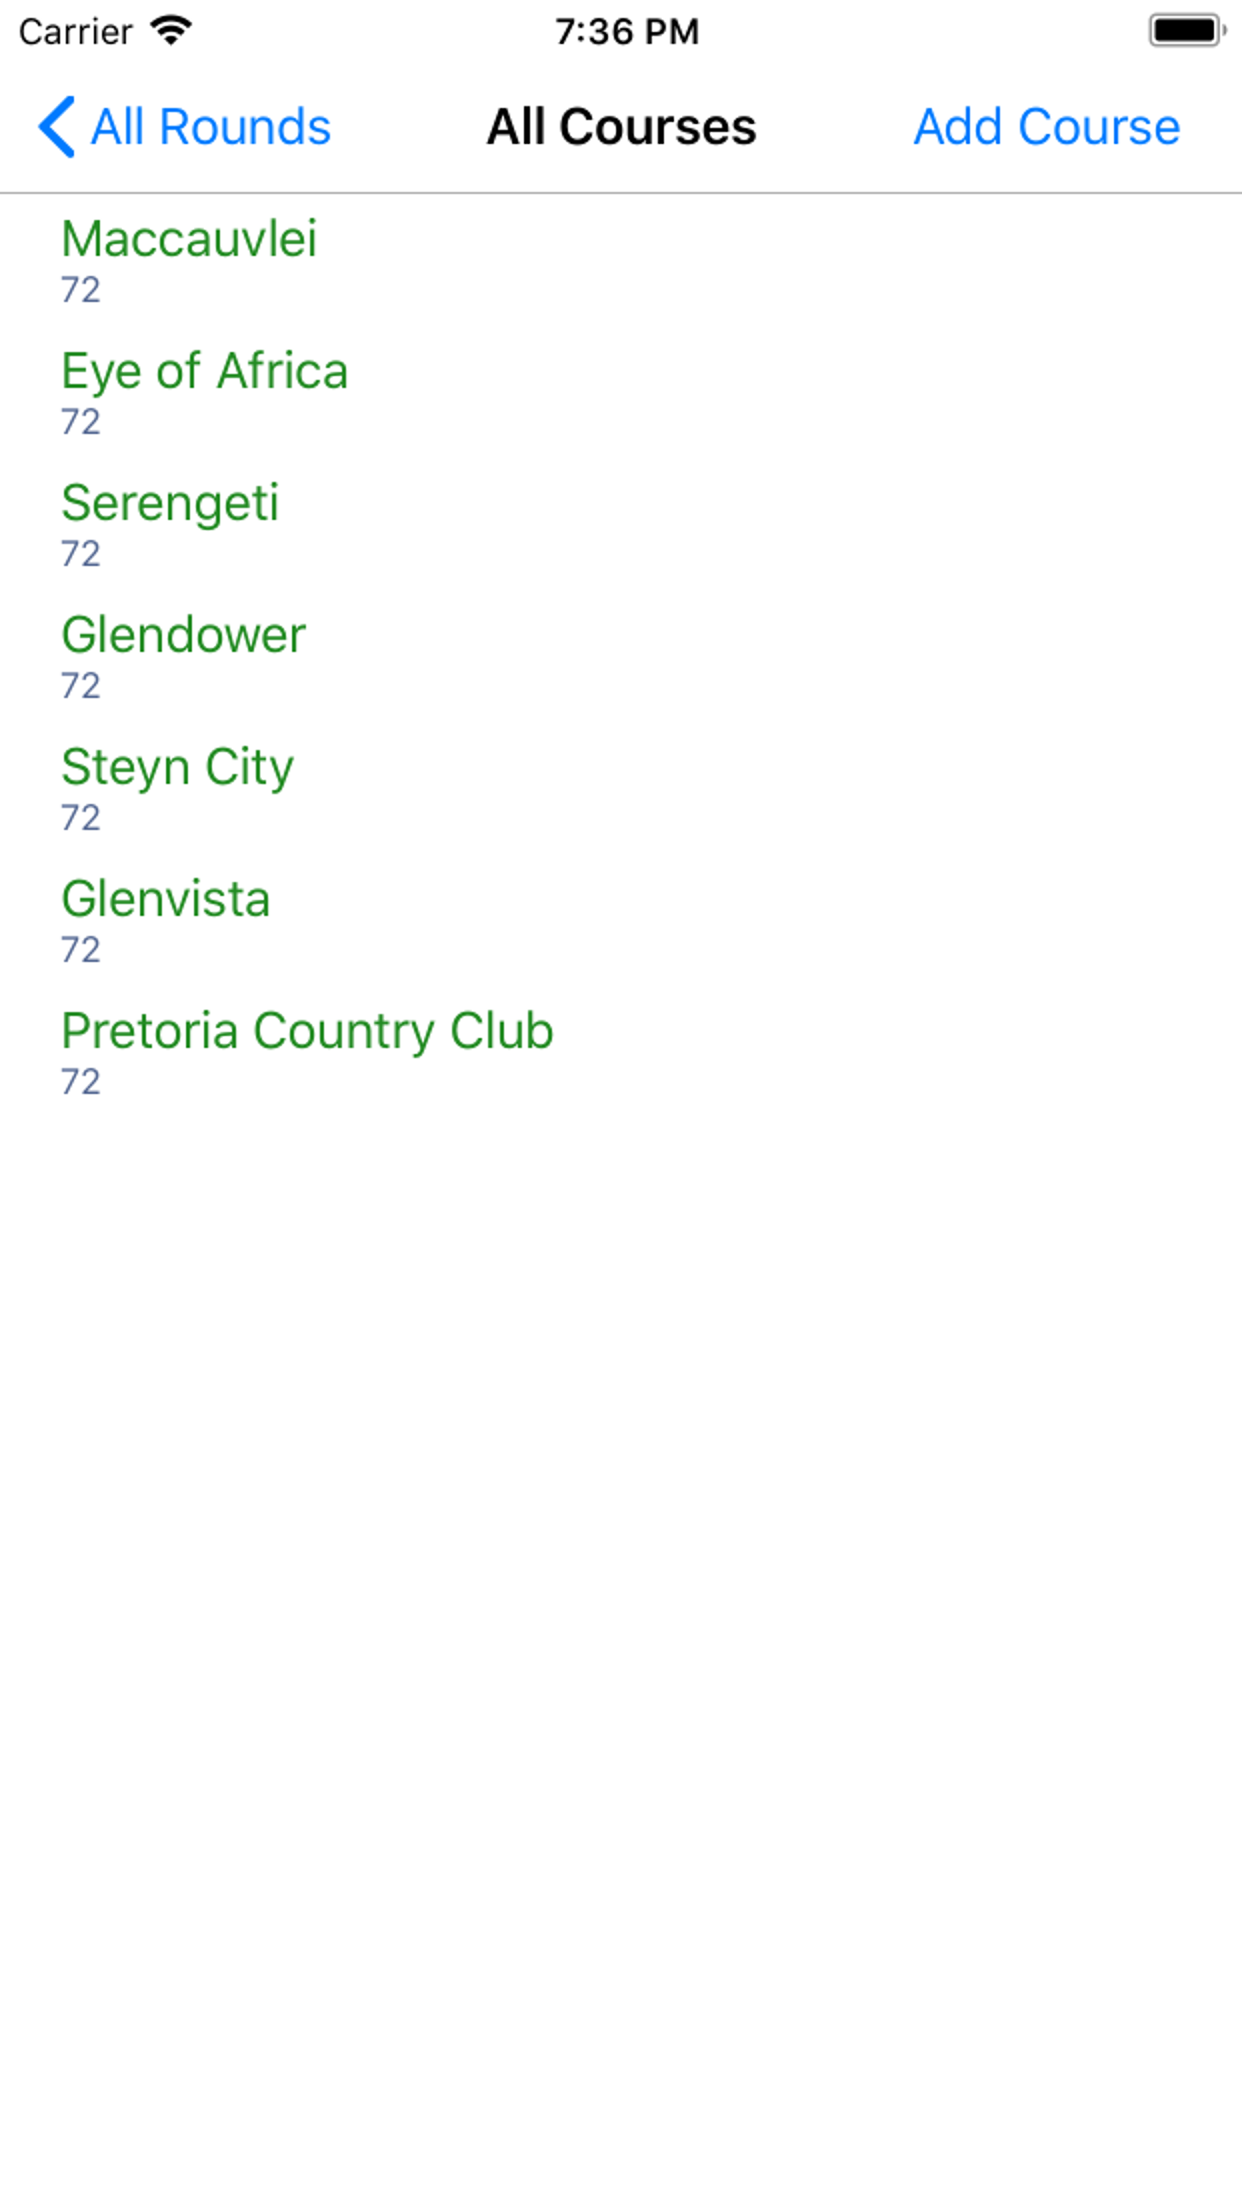 Carrier 7:36 PM
All Rounds All Courses Add Course
Maccauvlei
72
Eye of Africa
72
Serengeti
72
Glendower
72
Steyn City
72
Glenvista
72
Pretoria Country Club
72